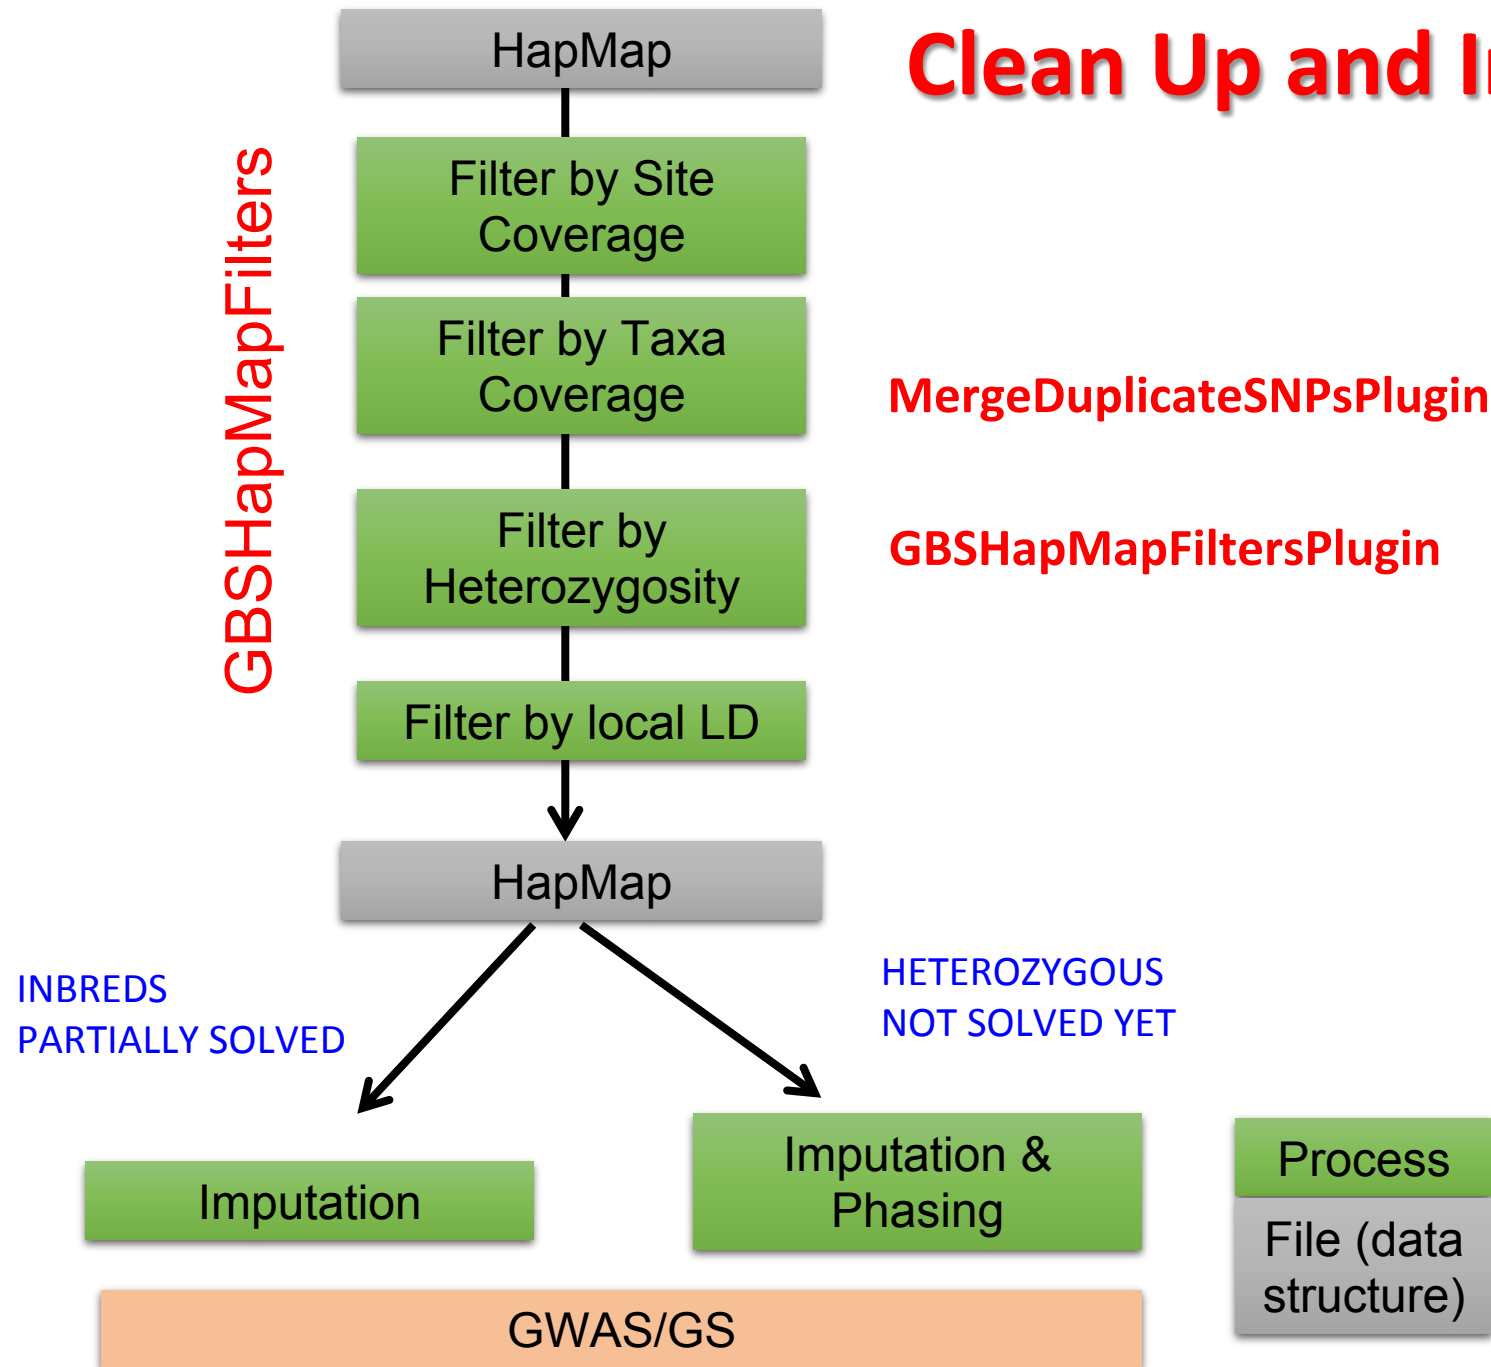 HapMap
Clean Up and I
GBSHapMapFilters
Filter by Site
Coverage
Filter by Taxa
Coverage
MergeDuplicateSNPsPlugin
Filter by
Heterozygosity
GBSHapMapFiltersPlugin
Filter by local LD
HapMap
INBREDS
PARTIALLY SOLVED
HETEROZYGOUS
NOT SOLVED YET
Imputation
Imputation &
Phasing
Process
File (data
structure)
GWAS/GS